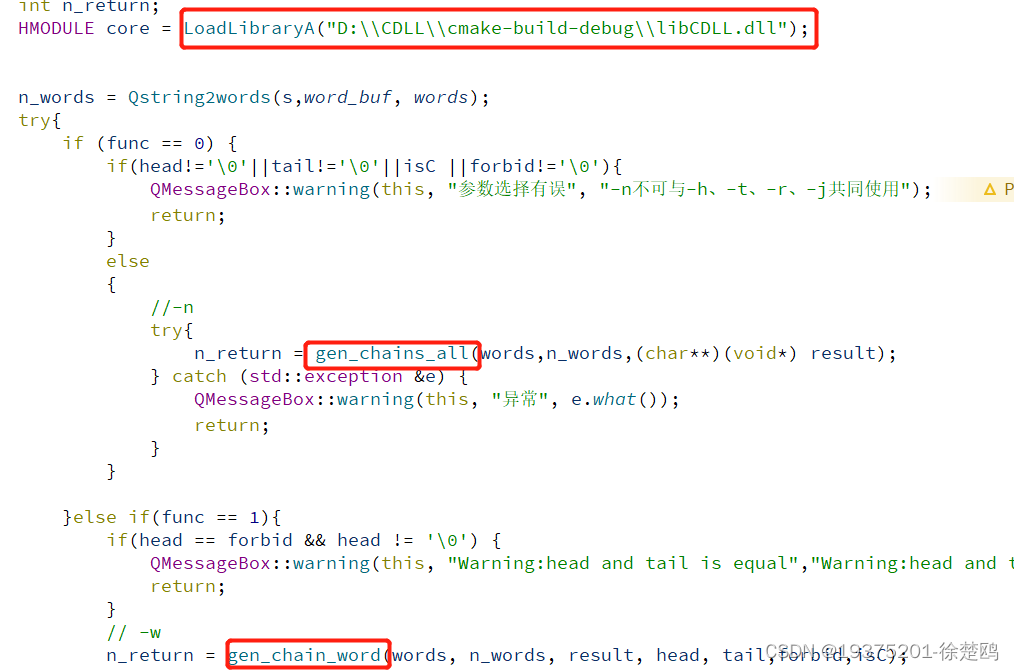 int n_return;
HMODULE core = LoadLibraryA("D:\\CDLL\\cmake-build-debug\\libCDLL.dll");
n_words = Qstring2words(s,word_buf, words);
try{
if (func == 0) {
if(head!='\0'||tail!='\0'||isC ||forbid!='\0'){
QMessageBox::warning(this, "参数选择有误", "-n不可与-h、-t、-r、-j共同使用");
P
return;
}
else
{
//-n
try{
n_return = gen_chains_all(words,n_words,(char**)(void*) result);
} catch (std::exception &e) {
QMessageBox::warning(this, "异常", e.what());
return;
}
}
}else if(func == 1){
if(head == forbid && head != '\0') {
QMessageBox::warning(this, "Warning:head and tail is equal","Warning:head and t
return;
}
// -w
n_return = gen_chain_word(words, n_words, result, head, tail,forbid,isC);
CSDN @19375201-徐楚鸥